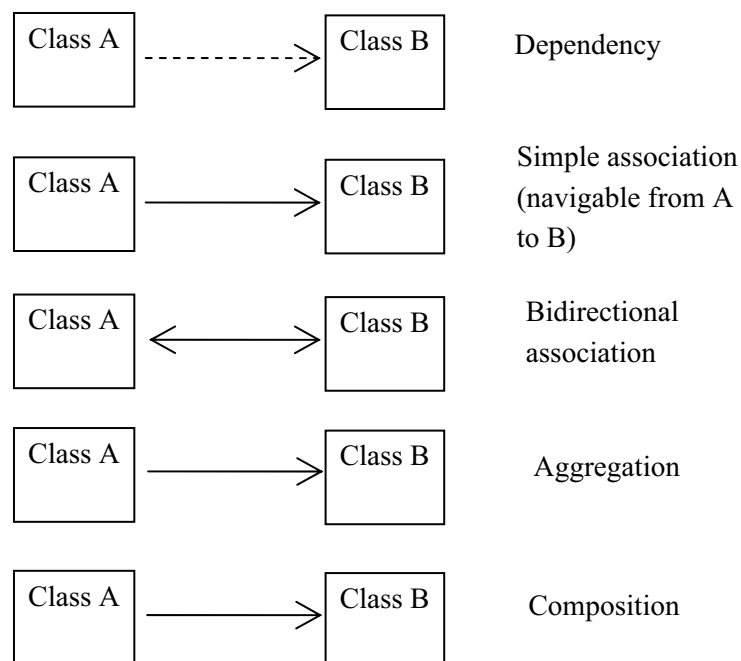 Class A
Class B
Dependency
Class A
Class B
Simple association
(navigable from A
to B)
Class A
Class B
Bidirectional
association
Class A
Class B
Aggregation
Class A
Class B
Composition